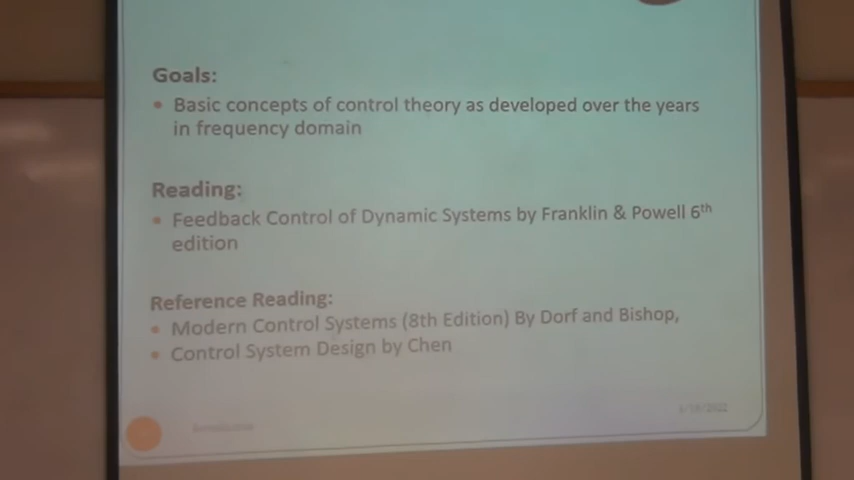 Goals:
• Basic concepts of control theory as developed over the years
in frequency domain
Reading:
• Feedback Control of Dynamic Systems by Franklin & Powell 6th
edition
Reference Reading:
• Modern Control Systems (8th Edition) By Dorf and Bishop,
• Control System Design by Chen